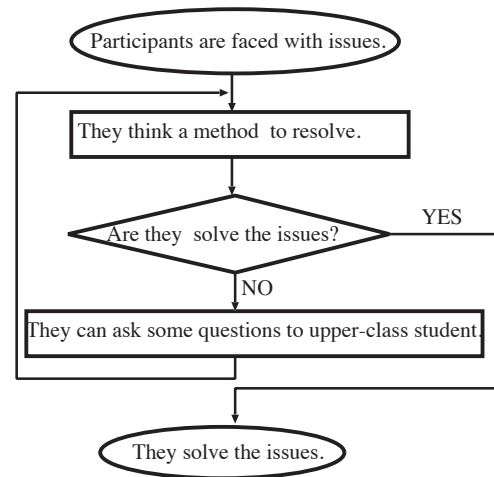 Participants are faced with issues.
They think a method to resolve.
Are they solve the issues?
YES
NO
They can ask some questions to upper-class student.
They solve the issues.